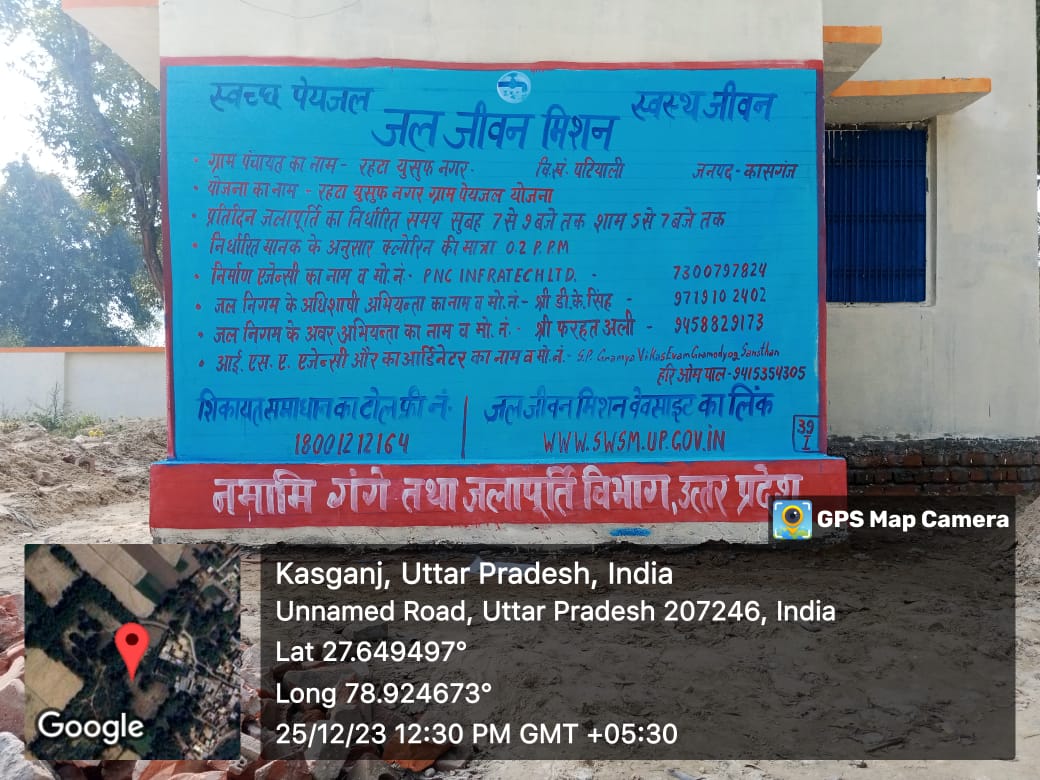 स्वच्छ पेयजल
स्वस्थ जीवन
जल जीवन मिशन
• ग्राम पंचायत का नाम - रहटा युसुफ नगर. वि.खं. पटियाली जनपद - कासगंज
• योजना का नाम - रहटा युसुफ नगर ग्राम पेयजल योजना
• प्रतिदिन जलापूर्ति का निर्धारित समय सुबह 7 से 9 बजे तक शाम 5 से 7 बजे तक
• निर्धारित मानक के अनुसार क्लोरिन की मात्रा 0.2 P.P.M
• निर्माण एजेन्सी का नाम व मो.नं.- PNC INFRATECH LTD. - 7300797824
• जल निगम के अधिशाषी अभियन्ता का नाम व मो.नं.- श्री डी.के.सिंह - 971910 2402
• जल निगम के अवर अभियन्ता का नाम व मो.नं.- श्री फरहत अली - 9458829173
• आई.एस.ए.एजेन्सी और काआर्डिनेटर का नाम व मो.नं.- S.P. Gramya Vikas Evam Gramodyog Sansthan
हरि ओम पाल - 9415354305
शिकायत समाधान का टोल फ्री नं.
18001212164
जल जीवन मिशन वेवसाइट का लिंक
WWW.SWSM.UP.GOV.iN
39
I
नमामि गंगे तथा जलापूर्ति विभाग, उत्तर प्रदेश
GPS Map Camera
Kasganj, Uttar Pradesh, India
Unnamed Road, Uttar Pradesh 207246, India
Lat 27.649497°
Long 78.924673°
25/12/23 12:30 PM GMT +05:30
Google